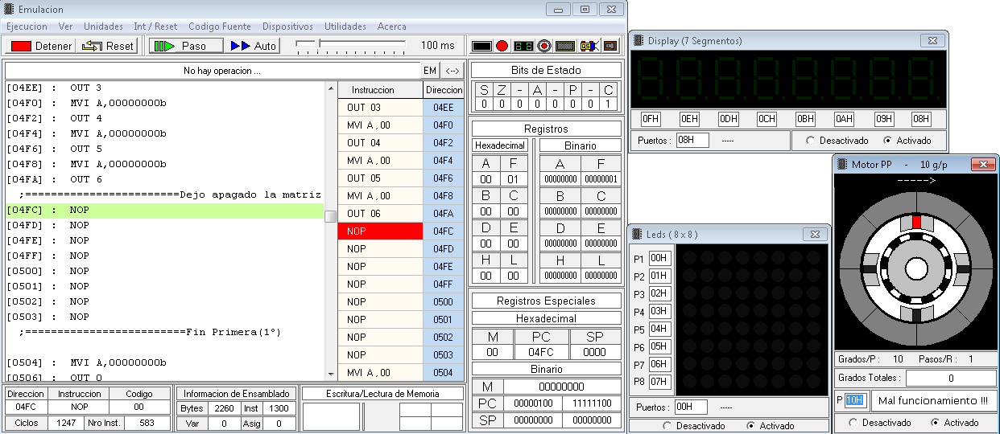 Emulacion
Ejecucion Ver Unidades Int / Reset Codigo Fuente Dispositivos Utilidades Acerca
Detener Reset Paso Auto 100 ms
No hay operacion ... EM <-->
[04EE] : OUT 3
[04F0] : MVI A,00000000b
[04F2] : OUT 4
[04F4] : MVI A,00000000b
[04F6] : OUT 5
[04F8] : MVI A,00000000b
[04FA] : OUT 6
;========================Dejo apagado la matriz
[04FC] : NOP
[04FD] : NOP
[04FE] : NOP
[04FF] : NOP
[0500] : NOP
[0501] : NOP
[0502] : NOP
[0503] : NOP
;=========================Fin Primera(1°)
[0504] : MVI A,00000000b
[0506] : OUT 0
Instruccion Direccion
OUT 03 04EE
MVI A ,00 04F0
OUT 04 04F2
MVI A ,00 04F4
OUT 05 04F6
MVI A ,00 04F8
OUT 06 04FA
NOP 04FC
NOP 04FD
NOP 04FE
NOP 04FF
NOP 0500
NOP 0501
NOP 0502
NOP 0503
MVI A ,00 0504
Bits de Estado
S Z - A - P - C
0 0 0 0 0 0 0 1
Registros
Hexadecimal Binario
A F A F
00 01 00000000 00000001
B C B C
00 00 00000000 00000000
D E D E
00 00 00000000 00000000
H L H L
00 00 00000000 00000000
Registros Especiales
Hexadecimal
M PC SP
00 04FC 0000
Binario
M 00000000
PC 00000100 11111100
SP 00000000 00000000
Direccion Instruccion Codigo
04FC NOP 00
Ciclos 1247 Nro Inst. 583
Informacion de Ensamblado
Bytes 2260 Inst 1300
Var 0 Asig 0
Escritura/Lectura de Memoria
Display (7 Segmentos)
0FH 0EH 0DH 0CH 0BH 0AH 09H 08H
Puertos : 08H ----- Desactivado Activado
Leds ( 8 x 8 )
P1 00H
P2 01H
P3 02H
P4 03H
P5 04H
P6 05H
P7 06H
P8 07H
Puertos : 00H -----
Desactivado Activado
Motor PP - 10 g/p
----->
Grados/P : 10 Pasos/R : 1
Grados Totales : 0
P 10H Mal funcionamiento !!!
Desactivado Activado